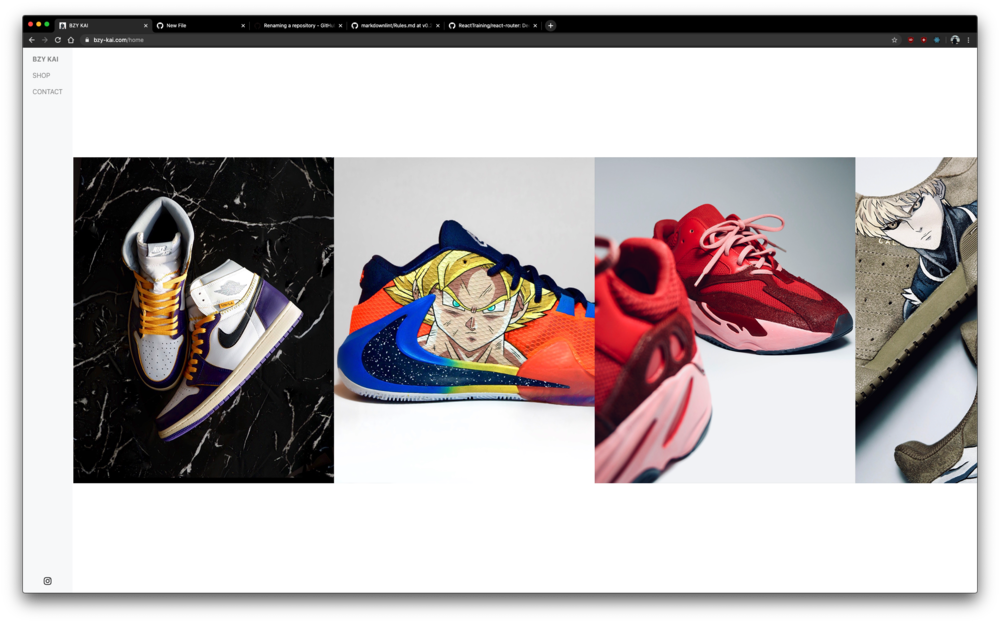 BZY KAI
New File
Renaming a repository - GitHu
markdownlint/Rules.md at v0.
ReactTraining/react-router: De
bzy-kai.com/home
BZY KAI
SHOP
CONTACT